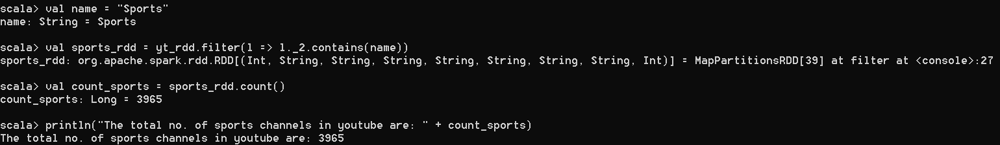 scala> val name = "Sports"
name: String = Sports
scala> val sports_rdd = yt_rdd.filter(l => l._2.contains(name))
sports_rdd: org.apache.spark.rdd.RDD[(Int, String, String, String, String, String, String, String, Int)] = MapPartitionsRDD[39] at filter at <console>:27
scala> val count_sports = sports_rdd.count()
count_sports: Long = 3965
scala> println("The total no. of sports channels in youtube are: " + count_sports)
The total no. of sports channels in youtube are: 3965